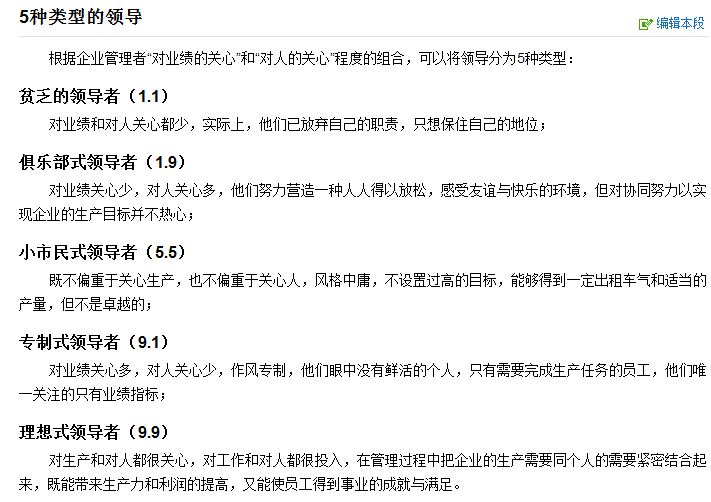 5种类型的领导
编辑本段
根据企业管理者“对业绩的关心”和“对人的关心”程度的组合，可以将领导分为5种类型：
贫乏的领导者（1.1）
对业绩和对人关心都少，实际上，他们已放弃自己的职责，只想保住自己的地位；
俱乐部式领导者（1.9）
对业绩关心少，对人关心多，他们努力营造一种人人得以放松，感受友谊与快乐的环境，但对协同努力以实
现企业的生产目标并不热心；
小市民式领导者（5.5）
既不偏重于关心生产，也不偏重于关心人，风格中庸，不设置过高的目标，能够得到一定出租车气和适当的
产量，但不是卓越的；
专制式领导者（9.1）
对业绩关心多，对人关心少，作风专制，他们眼中没有鲜活的个人，只有需要完成生产任务的员工，他们唯
一关注的只有业绩指标；
理想式领导者（9.9）
对生产和对人都很关心，对工作和对人都很投入，在管理过程中把企业的生产需要同个人的需要紧密结合起
来，既能带来生产力和利润的提高，又能使员工得到事业的成就与满足。